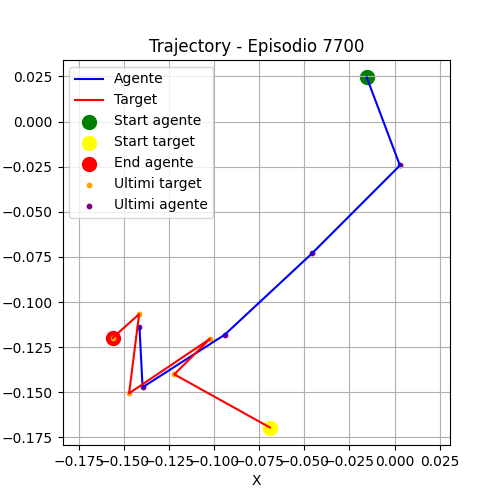 Trajectory - Episodio 7700
Agente
Target
Start agente
Start target
End agente
Ultimi target
Ultimi agente
0.025
0.000
−0.025
−0.050
−0.075
−0.100
−0.125
−0.150
−0.175
−0.175 −0.150 −0.125 −0.100 −0.075 −0.050 −0.025 0.000 0.025
X